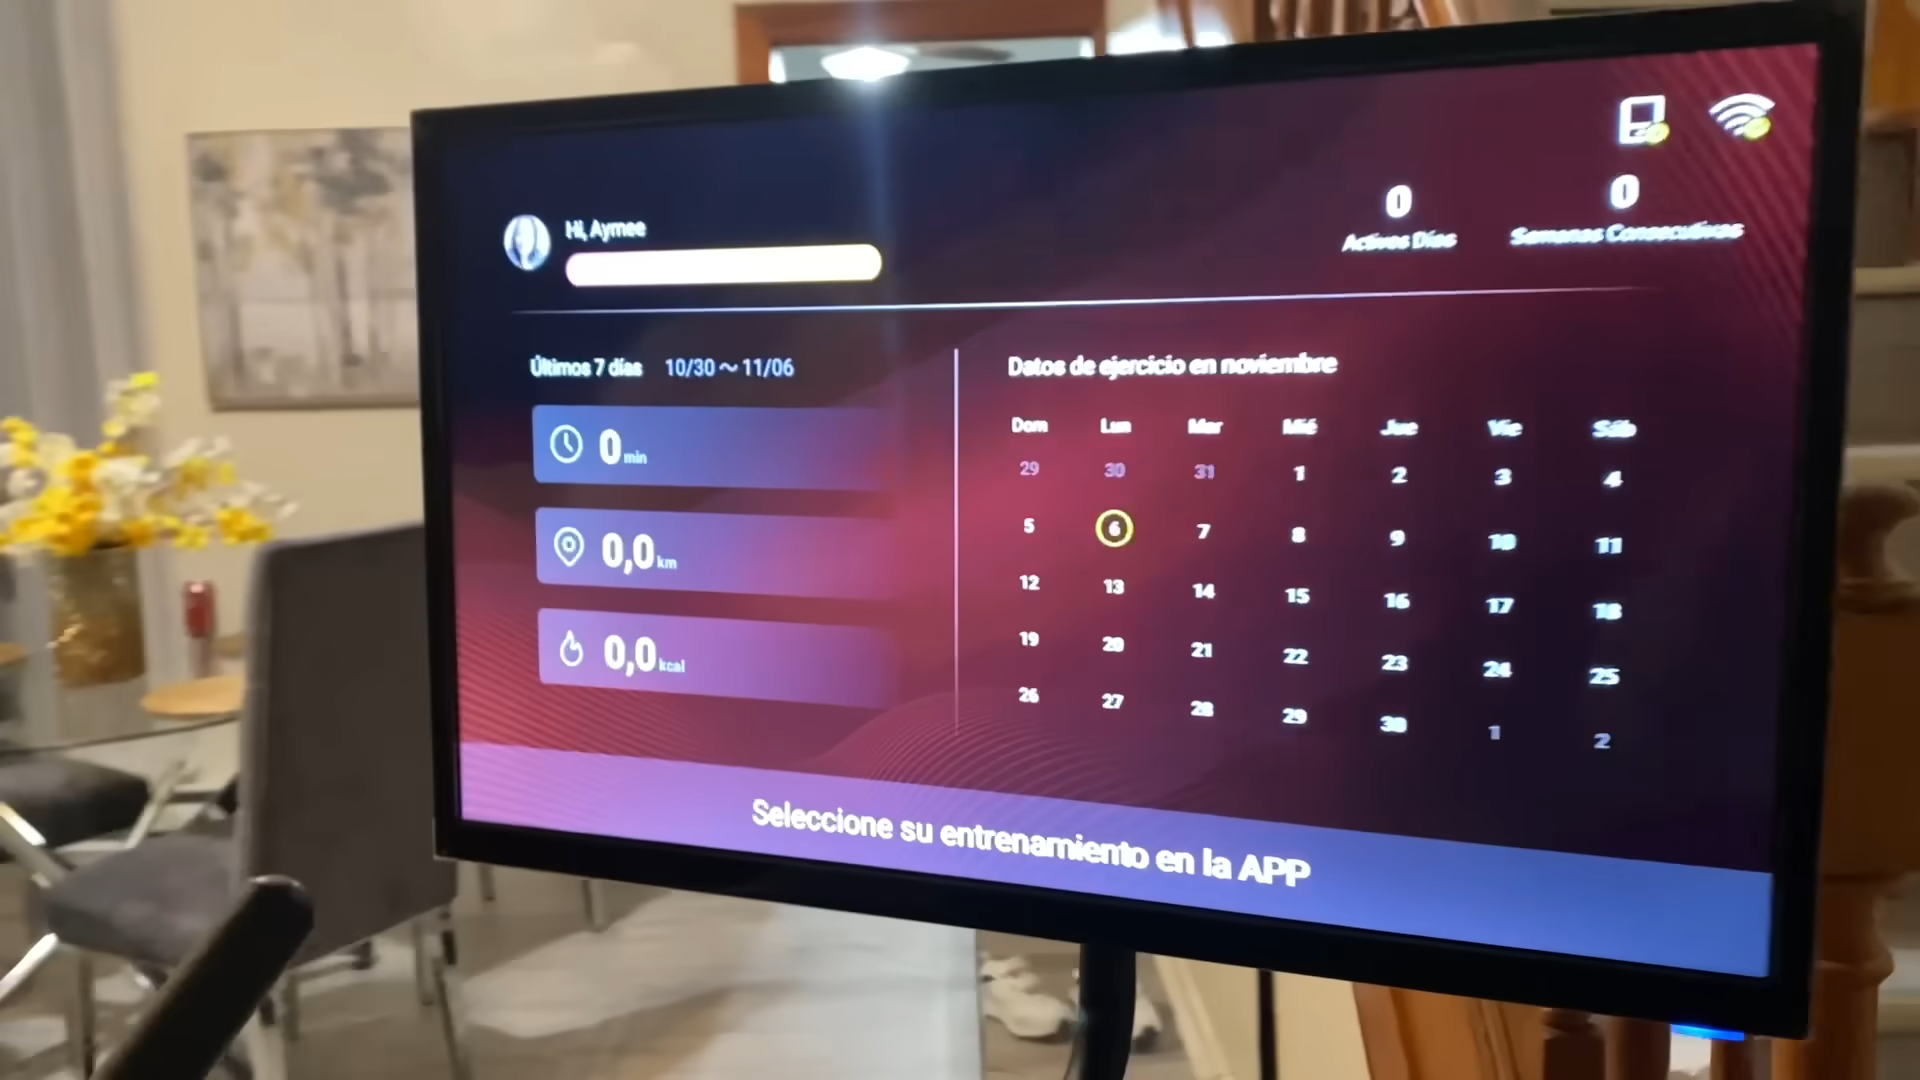 Hi, Aymee
0
Activos Días
0
Semanas Consecutivas
Últimos 7 días 10/30 ~ 11/06
0 min
0,0 km
0,0 kcal
Datos de ejercicio en noviembre
Dom Lun Mar Mié Jue Vie Sáb
29 30 31 1 2 3 4
5 6 7 8 9 10 11
12 13 14 15 16 17 18
19 20 21 22 23 24 25
26 27 28 29 30 1 2
Seleccione su entrenamiento en la APP